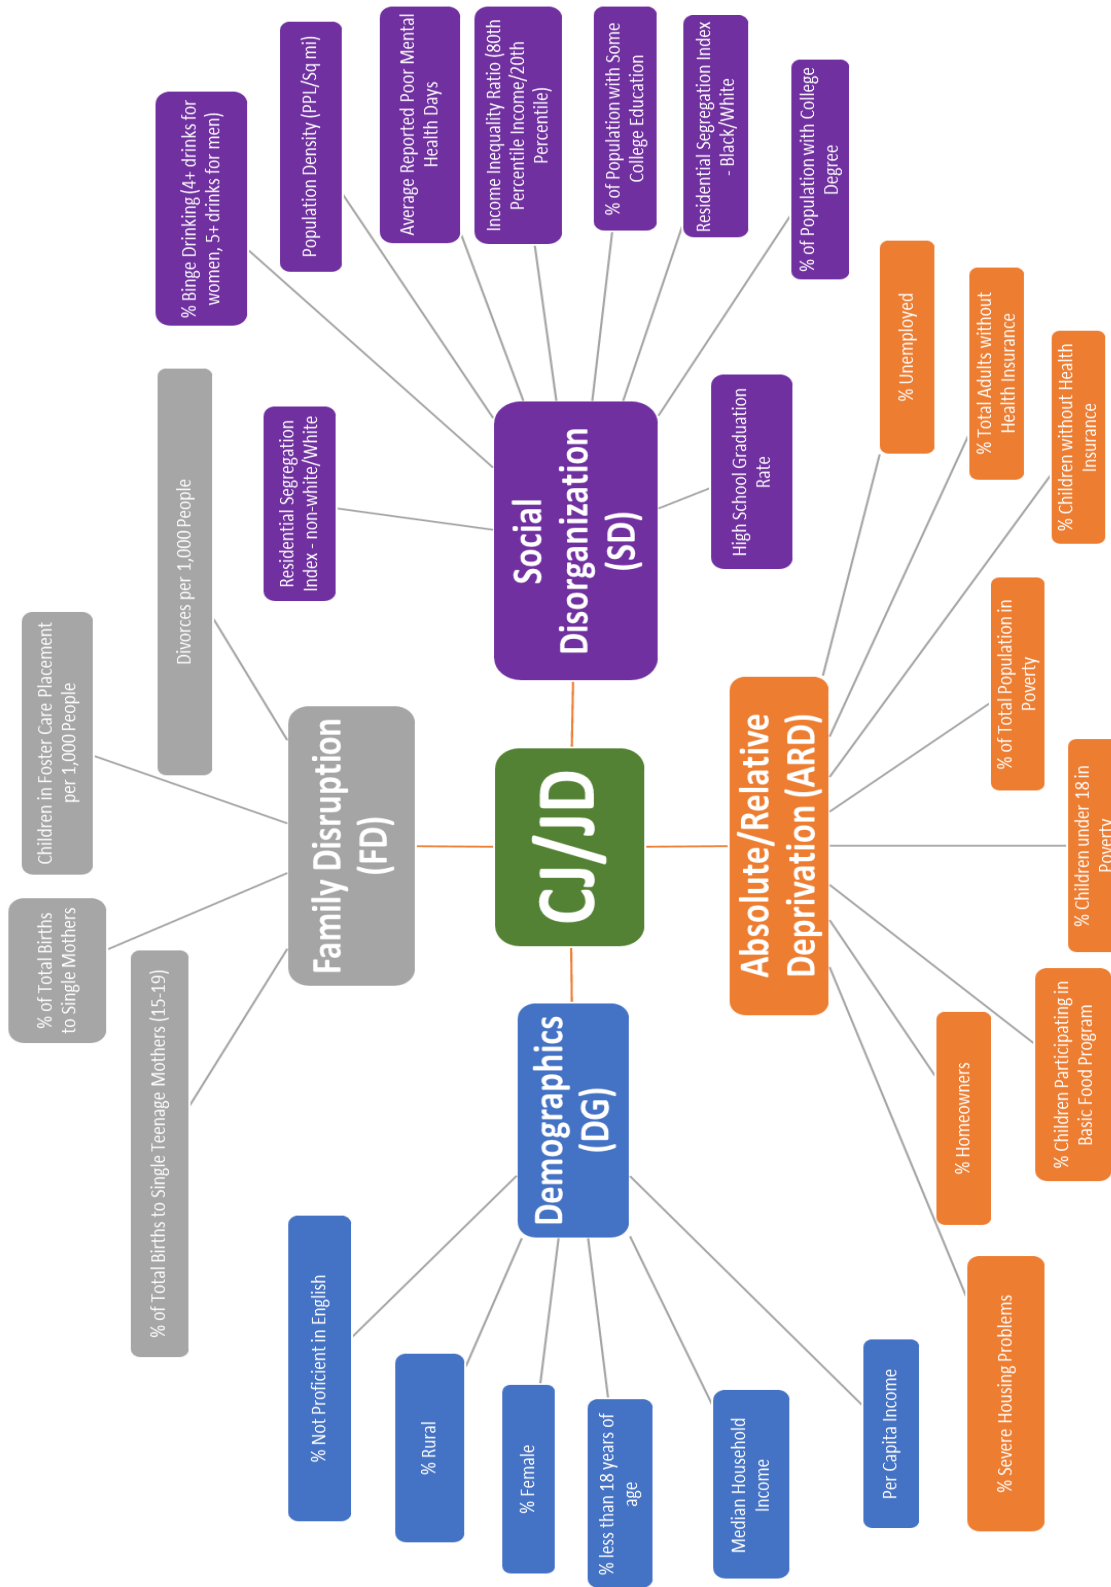 % of Total Births to Single Teenage Mothers (15-19)
% of Total Births
to Single Mothers
Children in Foster Care Placement
per 1,000 People
Divorces per 1,000 People
Family Disruption
(FD)
% Not Proficient in English
% Rural
% Female
% less than 18 years of
age
Median Household
Income
Per Capita Income
Demographics
(DG)
CJ/JD
Social
Disorganization
(SD)
Residential Segregation
Index - non-white/White
% Binge Drinking (4+ drinks for
women, 5+ drinks for men)
Population Density (PPL/Sq mi)
Average Reported Poor Mental
Health Days
Income Inequality Ratio (80th
Percentile Income/20th
Percentile)
% of Population with Some
College Education
Residential Segregation Index
- Black/White
% of Population with College
Degree
High School Graduation
Rate
Absolute/Relative
Deprivation (ARD)
% Severe Housing Problems
% Homeowners
% Children Participating in
Basic Food Program
% Children under 18 in
Poverty
% of Total Population in
Poverty
% Children without Health
Insurance
% Total Adults without
Health Insurance
% Unemployed